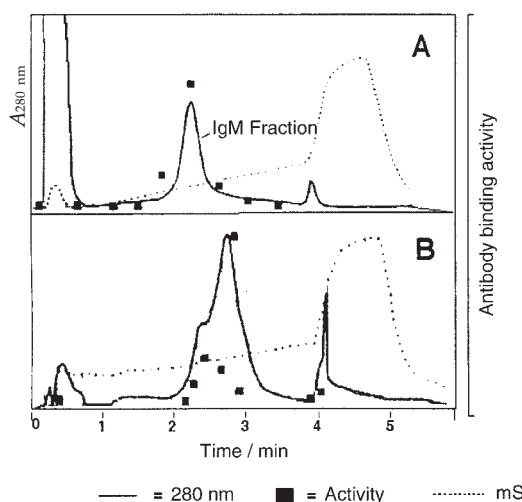 A
A280 nm
IgM Fraction
B
Antibody binding activity
0 1 2 3 4 5
Time / min
= 280 nm = Activity = mS